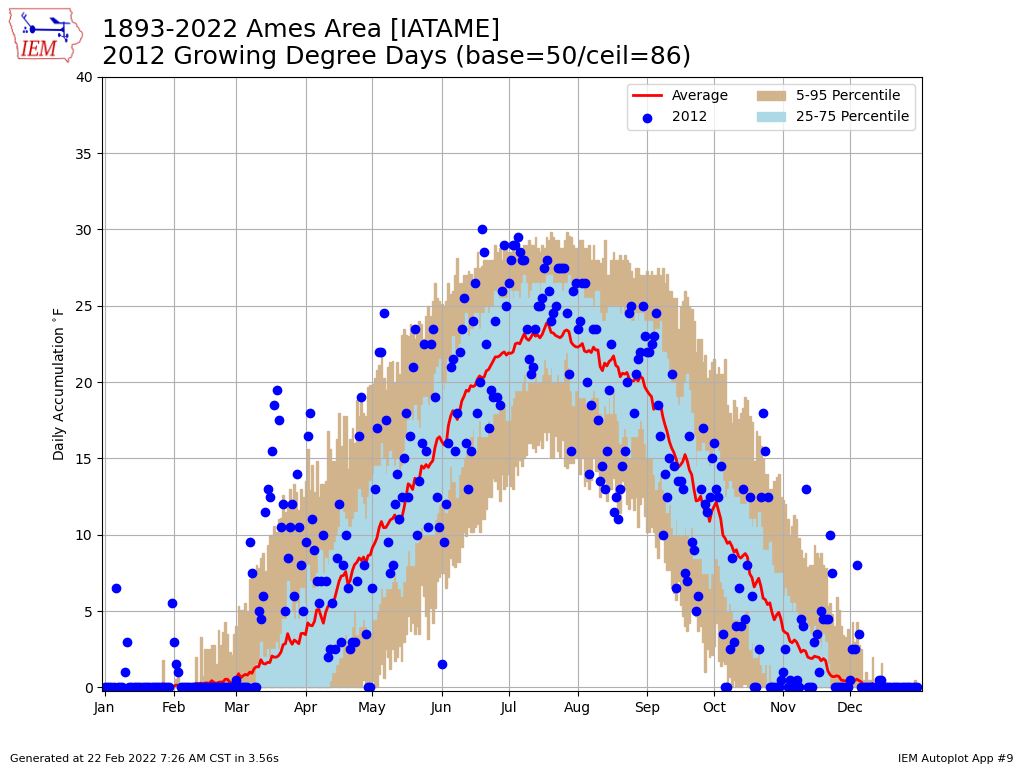 IEM
1893-2022 Ames Area [IATAME]
2012 Growing Degree Days (base=50/ceil=86)
Average
2012
5-95 Percentile
25-75 Percentile
Daily Accumulation °F
40
35
30
25
20
15
10
5
0
Jan Feb Mar Apr May Jun Jul Aug Sep Oct Nov Dec
Generated at 22 Feb 2022 7:26 AM CST in 3.56s
IEM Autoplot App #9